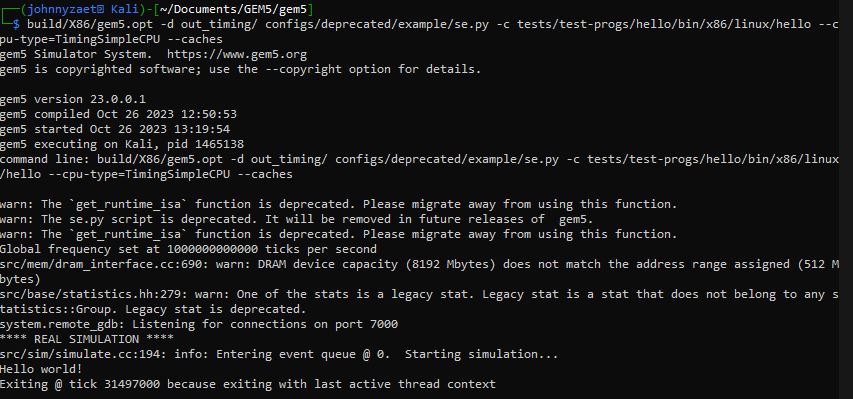 ┌──(johnnyzaet㉿ Kali)-[~/Documents/GEM5/gem5]
└─$ build/X86/gem5.opt -d out_timing/ configs/deprecated/example/se.py -c tests/test-progs/hello/bin/x86/linux/hello --c
pu-type=TimingSimpleCPU --caches
gem5 Simulator System.  https://www.gem5.org
gem5 is copyrighted software; use the --copyright option for details.

gem5 version 23.0.0.1
gem5 compiled Oct 26 2023 12:50:53
gem5 started Oct 26 2023 13:19:54
gem5 executing on Kali, pid 1465138
command line: build/X86/gem5.opt -d out_timing/ configs/deprecated/example/se.py -c tests/test-progs/hello/bin/x86/linux
/hello --cpu-type=TimingSimpleCPU --caches

warn: The `get_runtime_isa` function is deprecated. Please migrate away from using this function.
warn: The se.py script is deprecated. It will be removed in future releases of  gem5.
warn: The `get_runtime_isa` function is deprecated. Please migrate away from using this function.
Global frequency set at 1000000000000 ticks per second
src/mem/dram_interface.cc:690: warn: DRAM device capacity (8192 Mbytes) does not match the address range assigned (512 M
bytes)
src/base/statistics.hh:279: warn: One of the stats is a legacy stat. Legacy stat is a stat that does not belong to any s
tatistics::Group. Legacy stat is deprecated.
system.remote_gdb: Listening for connections on port 7000
**** REAL SIMULATION ****
src/sim/simulate.cc:194: info: Entering event queue @ 0.  Starting simulation...
Hello world!
Exiting @ tick 31497000 because exiting with last active thread context